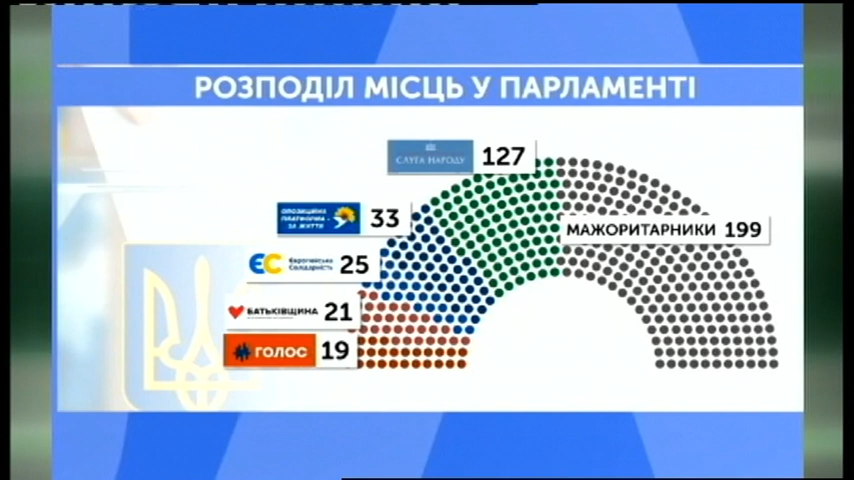 РОЗПОДІЛ МІСЦЬ У ПАРЛАМЕНТІ
СЛУГА НАРОДУ 127
ОПОЗИЦІЙНА
ПЛАТФОРМА -
ЗА ЖИТТЯ
33
МАЖОРИТАРНИКИ 199
ЄС Європейська
Солідарність
25
БАТЬКІВЩИНА 21
ГОЛОС 19